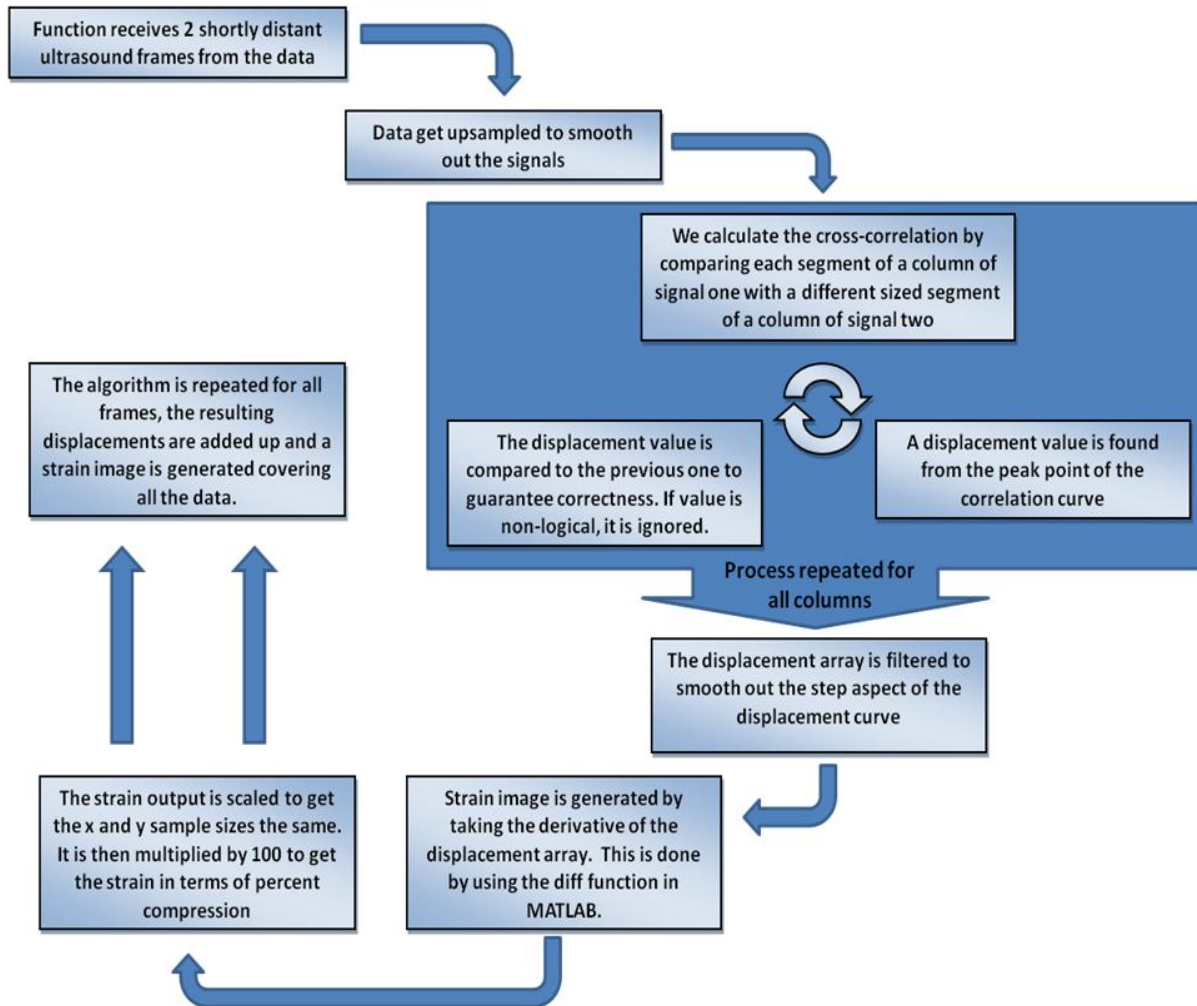 Function receives 2 shortly distant
ultrasound frames from the data
Data get upsampled to smooth
out the signals
We calculate the cross-correlation by
comparing each segment of a column of
signal one with a different sized segment
of a column of signal two
A displacement value is found
from the peak point of the
correlation curve
The displacement value is
compared to the previous one to
guarantee correctness. If value is
non-logical, it is ignored.
Process repeated for
all columns
The displacement array is filtered to
smooth out the step aspect of the
displacement curve
Strain image is generated by
taking the derivative of the
displacement array.  This is done
by using the diff function in
MATLAB.
The strain output is scaled to get
the x and y sample sizes the same.
It is then multiplied by 100 to get
the strain in terms of percent
compression
The algorithm is repeated for all
frames, the resulting
displacements are added up and a
strain image is generated covering
all the data.